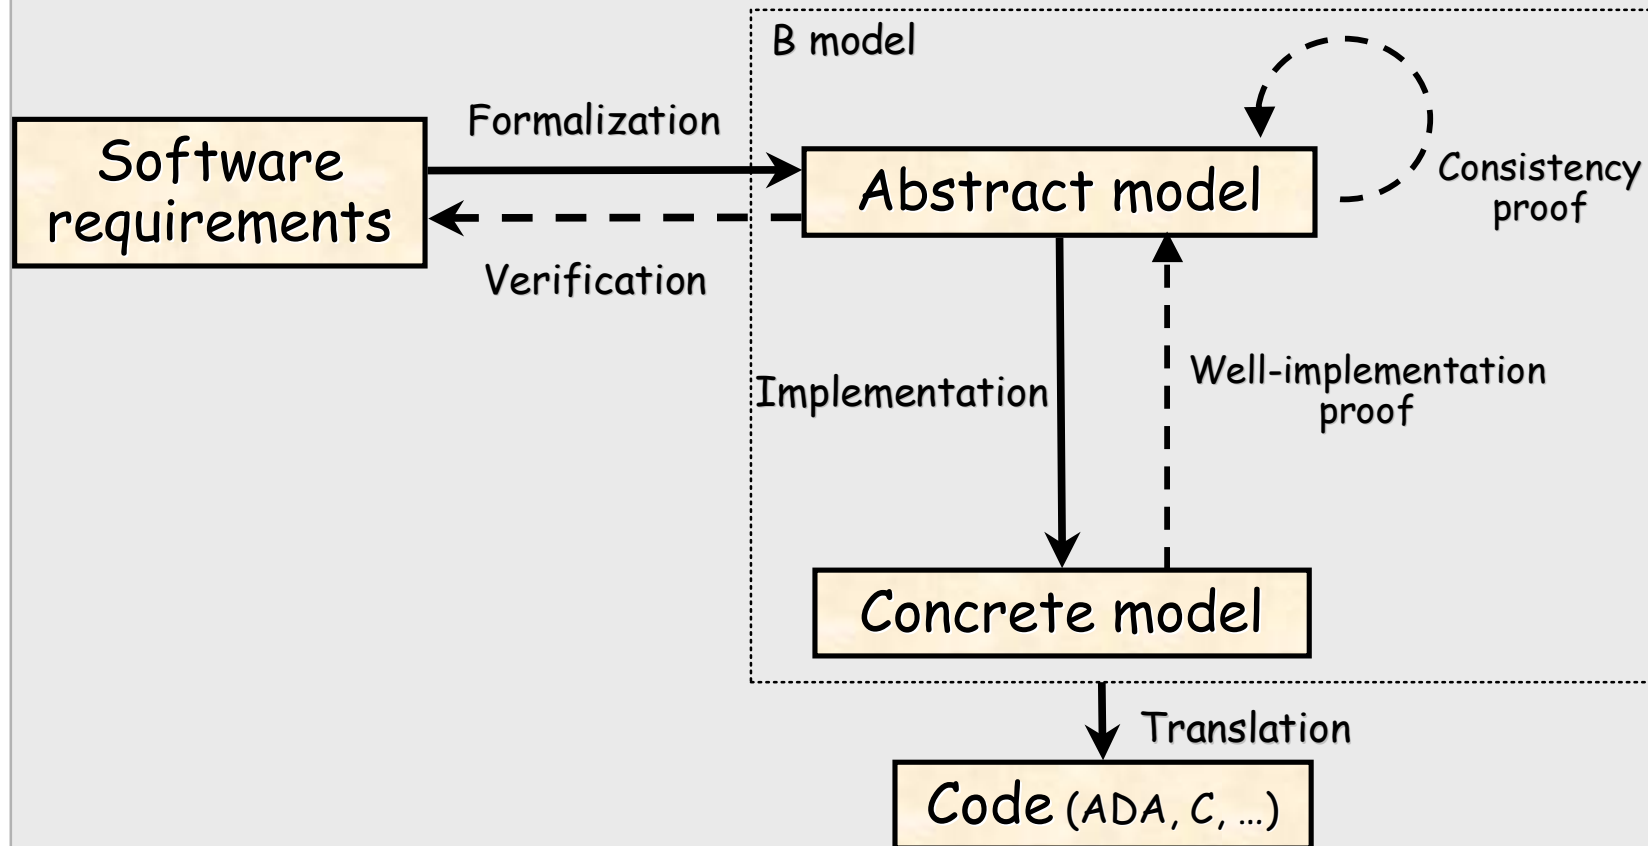 B model
Formalization
Software
requirements
Abstract model
Consistency
proof
Verification
Implementation
Well-implementation
proof
Concrete model
Translation
Code (ADA, C, ...)